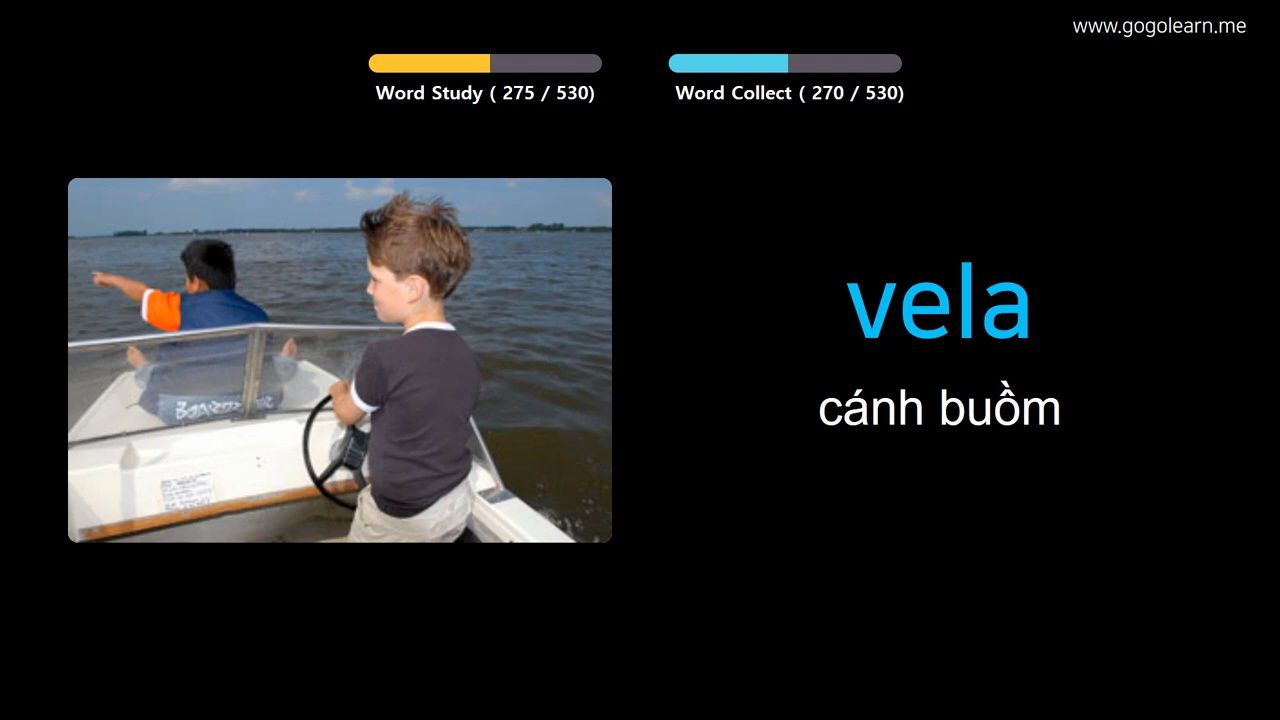 www.gogolearn.me
Word Study ( 275 / 530)
Word Collect ( 270 / 530)
vela
cánh buồm